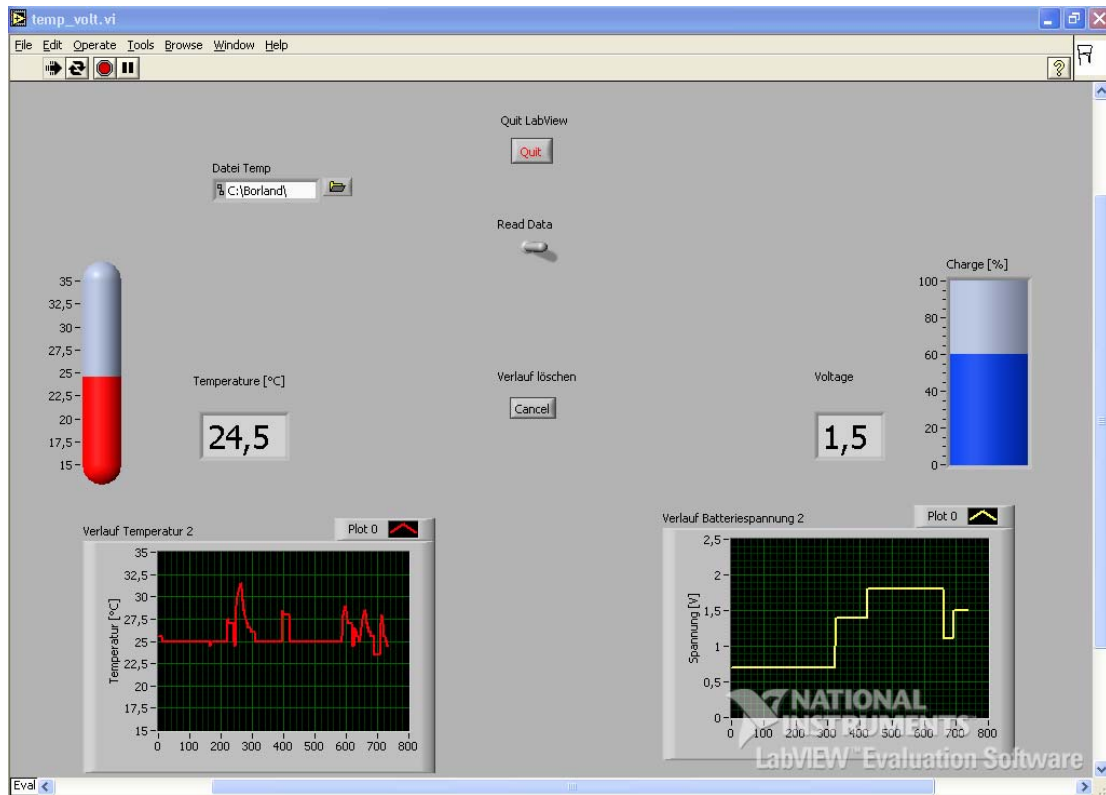 temp_volt.vi
File Edit Operate Tools Browse Window Help
Quit LabView
Quit
Datei Temp
C:\Borland\
Read Data
35
32,5
30
27,5
25
22,5
20
17,5
15
Temperature [°C]
24,5
Verlauf löschen
Cancel
Voltage
1,5
Charge [%]
100
80
60
40
20
0
Verlauf Temperatur 2
Plot 0
Temperatur [°C]
35
32,5
30
27,5
25
22,5
20
17,5
15
0 100 200 300 400 500 600 700 800
Verlauf Batteriespannung 2
Plot 0
Spannung [V]
2,5
2
1,5
1
0,5
0
0 100 200 300 400 500 600 700 800
NATIONAL
INSTRUMENTS
LabVIEW™ Evaluation Software
Eval